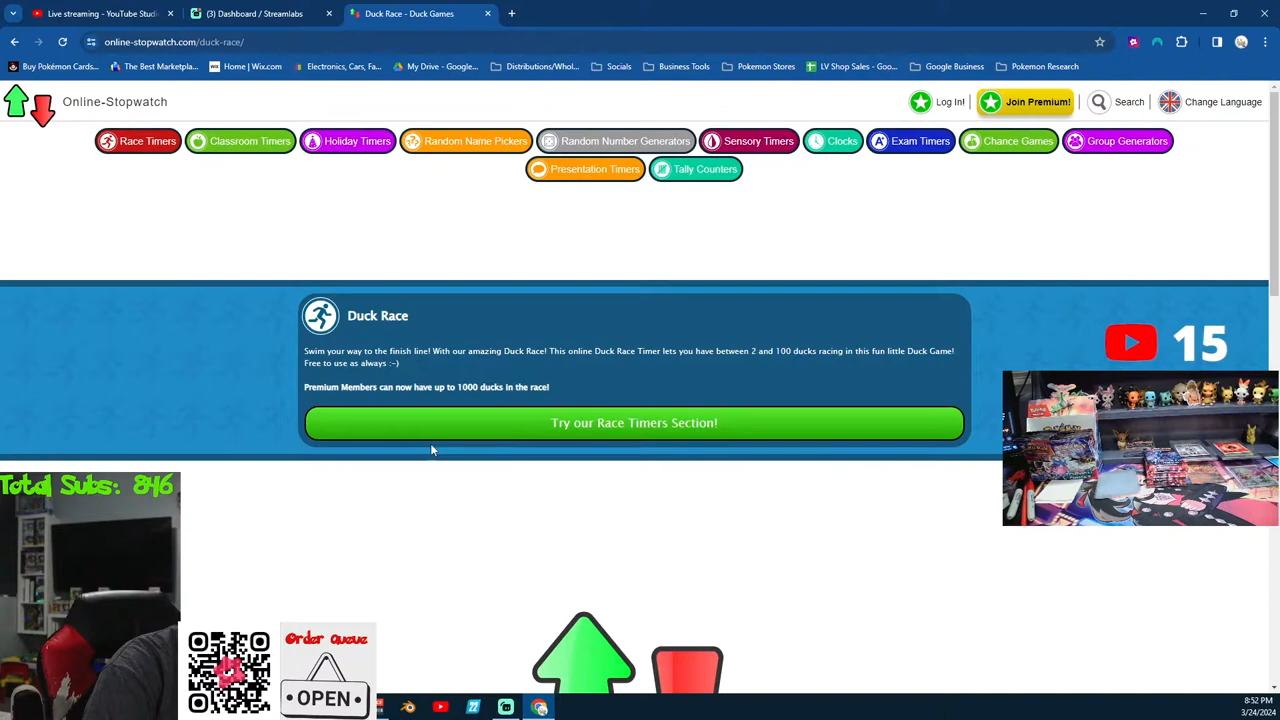 Live streaming - YouTube Studi
(3) Dashboard / Streamlabs
Duck Race - Duck Games
online-stopwatch.com/duck-race/
Buy Pokémon Cards...
The Best Marketpla...
Home | Wix.com
Electronics, Cars, Fa...
My Drive - Google...
Distributions/Whol...
Socials
Business Tools
Pokemon Stores
LV Shop Sales - Goo...
Google Business
Pokemon Research
Online-Stopwatch
Log In!
Join Premium!
Search
Change Language
Race Timers
Classroom Timers
Holiday Timers
Random Name Pickers
Random Number Generators
Sensory Timers
Clocks
Exam Timers
Chance Games
Group Generators
Presentation Timers
Tally Counters
Duck Race
Swim your way to the finish line! With our amazing Duck Race! This online Duck Race Timer lets you have between 2 and 100 ducks racing in this fun little Duck Game!
Free to use as always :-)
Premium Members can now have up to 1000 ducks in the race!
Try our Race Timers Section!
15
Total Subs: 846
Order Queue
OPEN
8:52 PM
3/24/2024